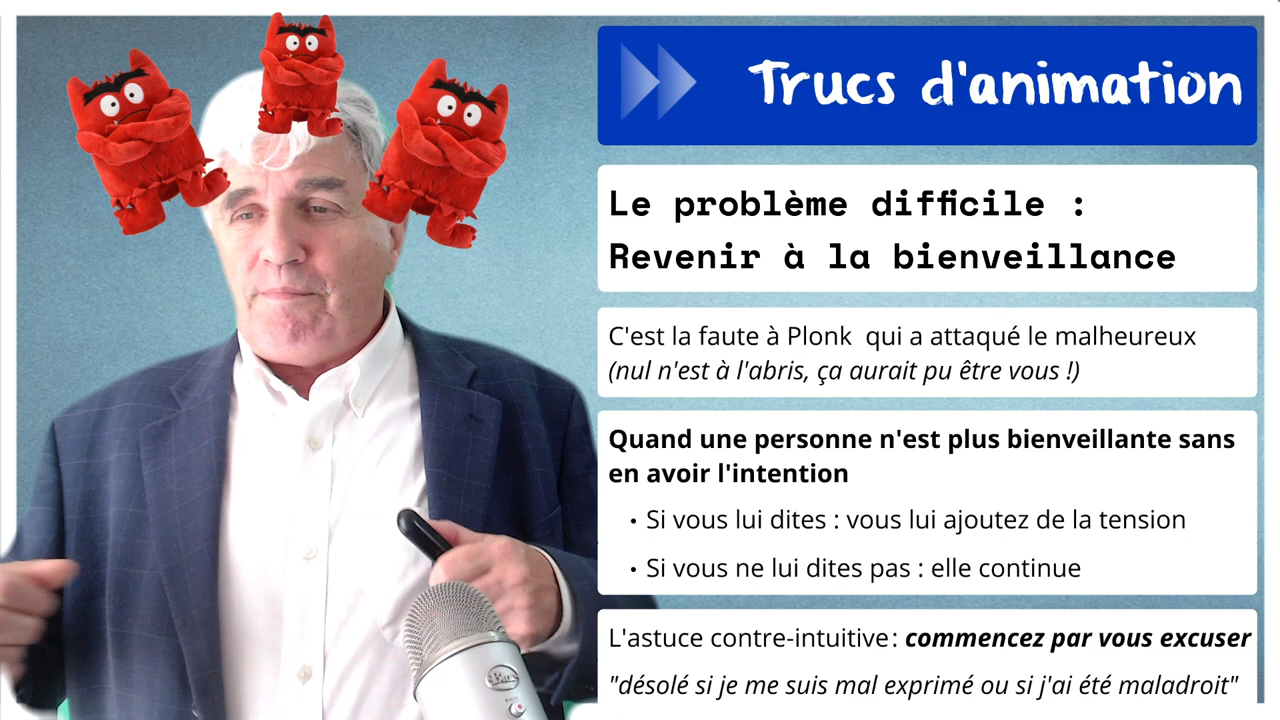 Trucs d'animation
Le problème difficile :
Revenir à la bienveillance
C'est la faute à Plonk qui a attaqué le malheureux
(nul n'est à l'abris, ça aurait pu être vous !)
Quand une personne n'est plus bienveillante sans
en avoir l'intention
• Si vous lui dites : vous lui ajoutez de la tension
• Si vous ne lui dites pas : elle continue
L'astuce contre-intuitive: commencez par vous excuser
"désolé si je me suis mal exprimé ou si j'ai été maladroit"
Blue